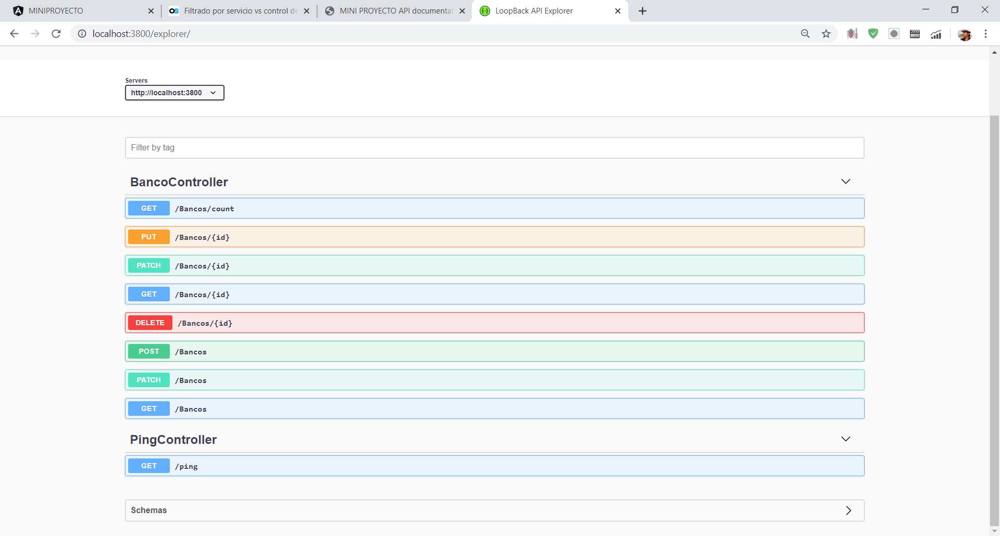 MINIPROYECTO
Filtrado por servicio vs control de
MINI PROYECTO API documentat
LoopBack API Explorer
localhost:3800/explorer/
Servers
http://localhost:3800
Filter by tag
BancoController
GET /Bancos/count
PUT /Bancos/{id}
PATCH /Bancos/{id}
GET /Bancos/{id}
DELETE /Bancos/{id}
POST /Bancos
PATCH /Bancos
GET /Bancos
PingController
GET /ping
Schemas